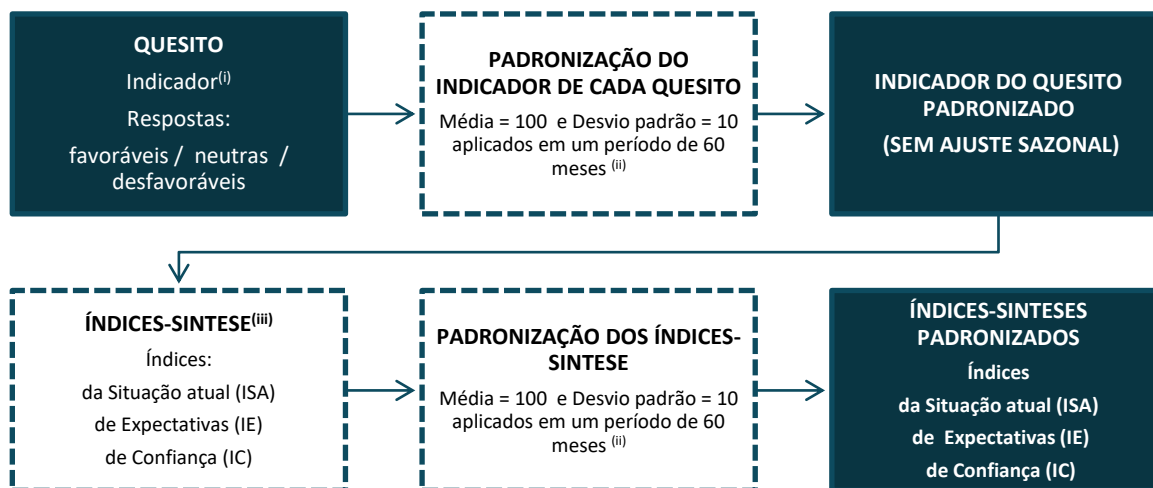 QUESITO
Indicador(i)
Respostas:
favoráveis / neutras /
desfavoráveis
PADRONIZAÇÃO DO
INDICADOR DE CADA QUESITO
Média = 100 e Desvio padrão = 10
aplicados em um período de 60
meses (ii)
INDICADOR DO QUESITO
PADRONIZADO
(SEM AJUSTE SAZONAL)
ÍNDICES-SINTESE(iii)
Índices:
da Situação atual (ISA)
de Expectativas (IE)
de Confiança (IC)
PADRONIZAÇÃO DOS ÍNDICES-
SINTESE
Média = 100 e Desvio padrão = 10
aplicados em um período de 60
meses (ii)
ÍNDICES-SINTESES
PADRONIZADOS
Índices
da Situação atual (ISA)
de Expectativas (IE)
de Confiança (IC)